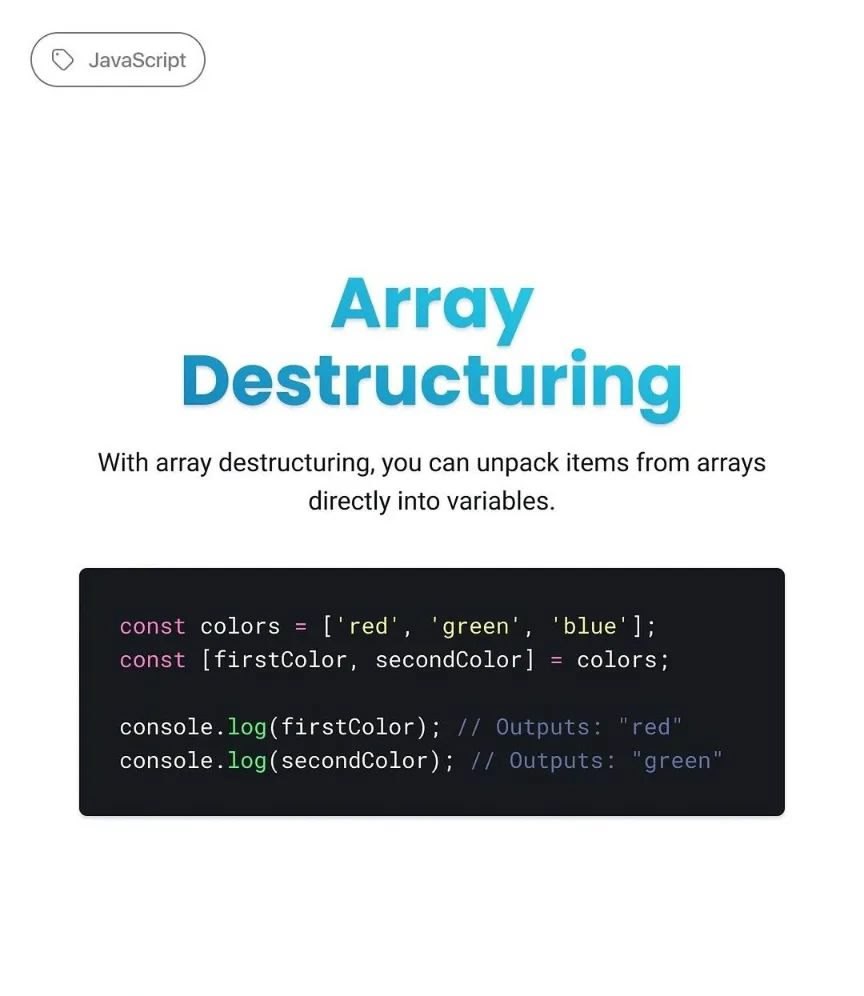 JavaScript
Array
Destructuring
With array destructuring, you can unpack items from arrays
directly into variables.
const colors = ['red', 'green', 'blue'];
const [firstColor, secondColor] = colors;
console.log(firstColor); // Outputs: "red"
console.log(secondColor); // Outputs: "green"